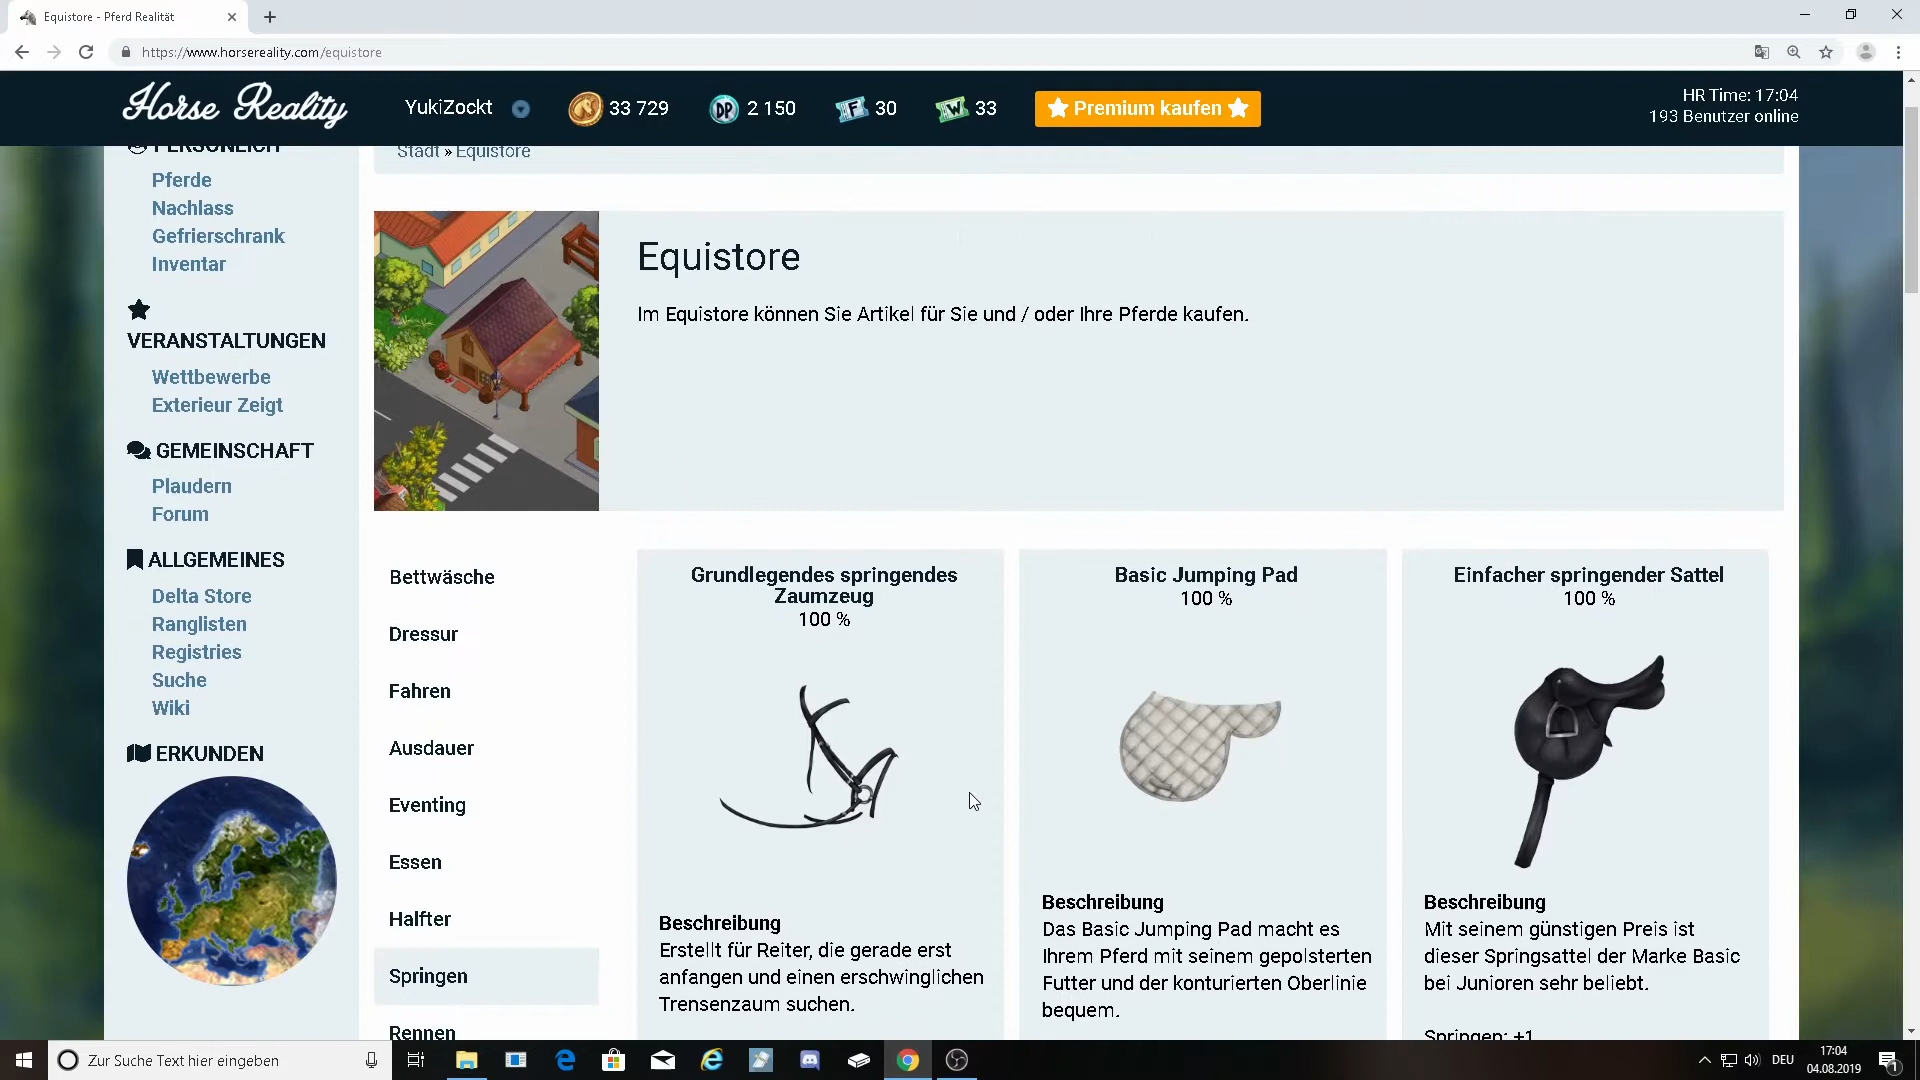 Equistore - Pferd Realität
https://www.horsereality.com/equistore
Horse Reality
YukiZockt
33 729
DP
2 150
F
30
W
33
Premium kaufen
HR Time: 17:04
193 Benutzer online
PERSÖNLICH
Pferde
Nachlass
Gefrierschrank
Inventar
VERANSTALTUNGEN
Wettbewerbe
Exterieur Zeigt
GEMEINSCHAFT
Plaudern
Forum
ALLGEMEINES
Delta Store
Ranglisten
Registries
Suche
Wiki
ERKUNDEN
Stadt » Equistore
Equistore
Im Equistore können Sie Artikel für Sie und / oder Ihre Pferde kaufen.
Bettwäsche
Dressur
Fahren
Ausdauer
Eventing
Essen
Halfter
Springen
Rennen
Grundlegendes springendes
Zaumzeug
100 %
Beschreibung
Erstellt für Reiter, die gerade erst
anfangen und einen erschwinglichen
Trensenzaum suchen.
Basic Jumping Pad
100 %
Beschreibung
Das Basic Jumping Pad macht es
Ihrem Pferd mit seinem gepolsterten
Futter und der konturierten Oberlinie
bequem.
Einfacher springender Sattel
100 %
Beschreibung
Mit seinem günstigen Preis ist
dieser Springsattel der Marke Basic
bei Junioren sehr beliebt.
Springen: +1
Zur Suche Text hier eingeben
DEU
17:04
04.08.2019
1